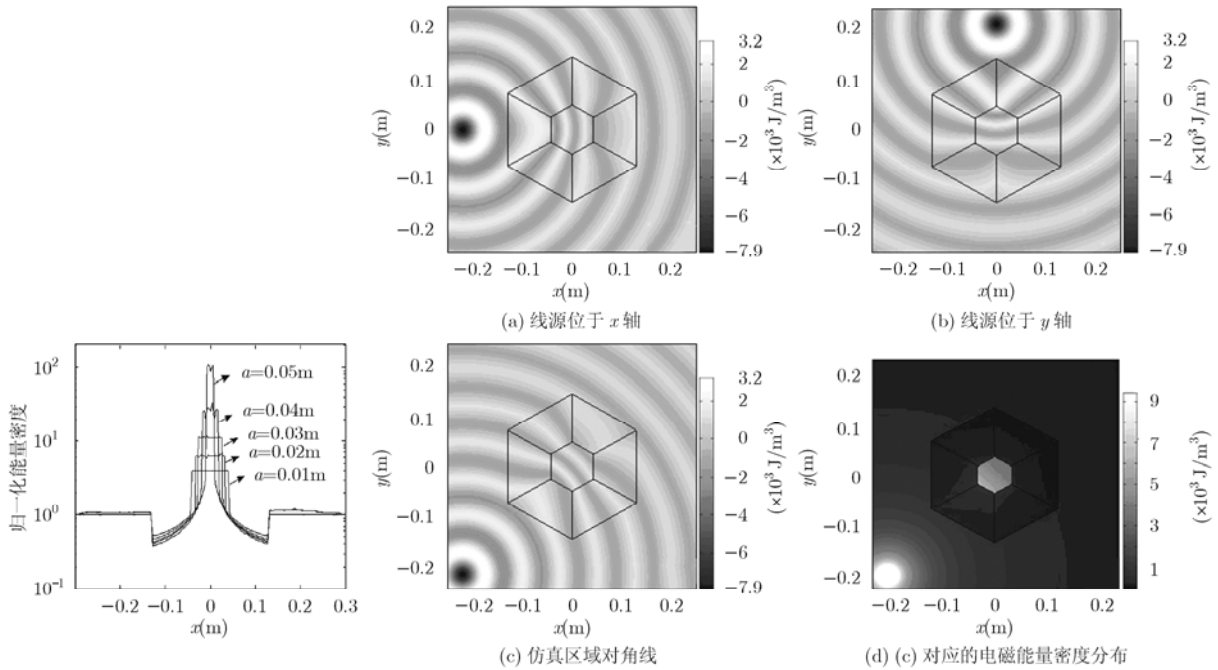 0.2
0.1
0
−0.1
−0.2
y(m)
−0.2 −0.1 0 0.1 0.2
x(m)
3.2
2
0
−2
−4
−6
−7.9
(×10³ J/m³)
(a) 线源位于 x 轴
0.2
0.1
0
−0.1
−0.2
y(m)
−0.2 −0.1 0 0.1 0.2
x(m)
3.2
2
0
−2
−4
−6
−7.9
(×10³ J/m³)
(b) 线源位于 y 轴
10²
10¹
10⁰
10⁻¹
归一化能量密度
a=0.05m
a=0.04m
a=0.03m
a=0.02m
a=0.01m
−0.2 −0.1 0 0.1 0.2 0.3
x(m)
0.2
0.1
0
−0.1
−0.2
y(m)
−0.2 −0.1 0 0.1 0.2
x(m)
3.2
2
0
−2
−4
−6
−7.9
(×10³ J/m³)
(c) 仿真区域对角线
0.2
0.1
0
−0.1
−0.2
y(m)
−0.2 −0.1 0 0.1 0.2
x(m)
9
7
5
3
1
(×10³ J/m³)
(d) (c) 对应的电磁能量密度分布